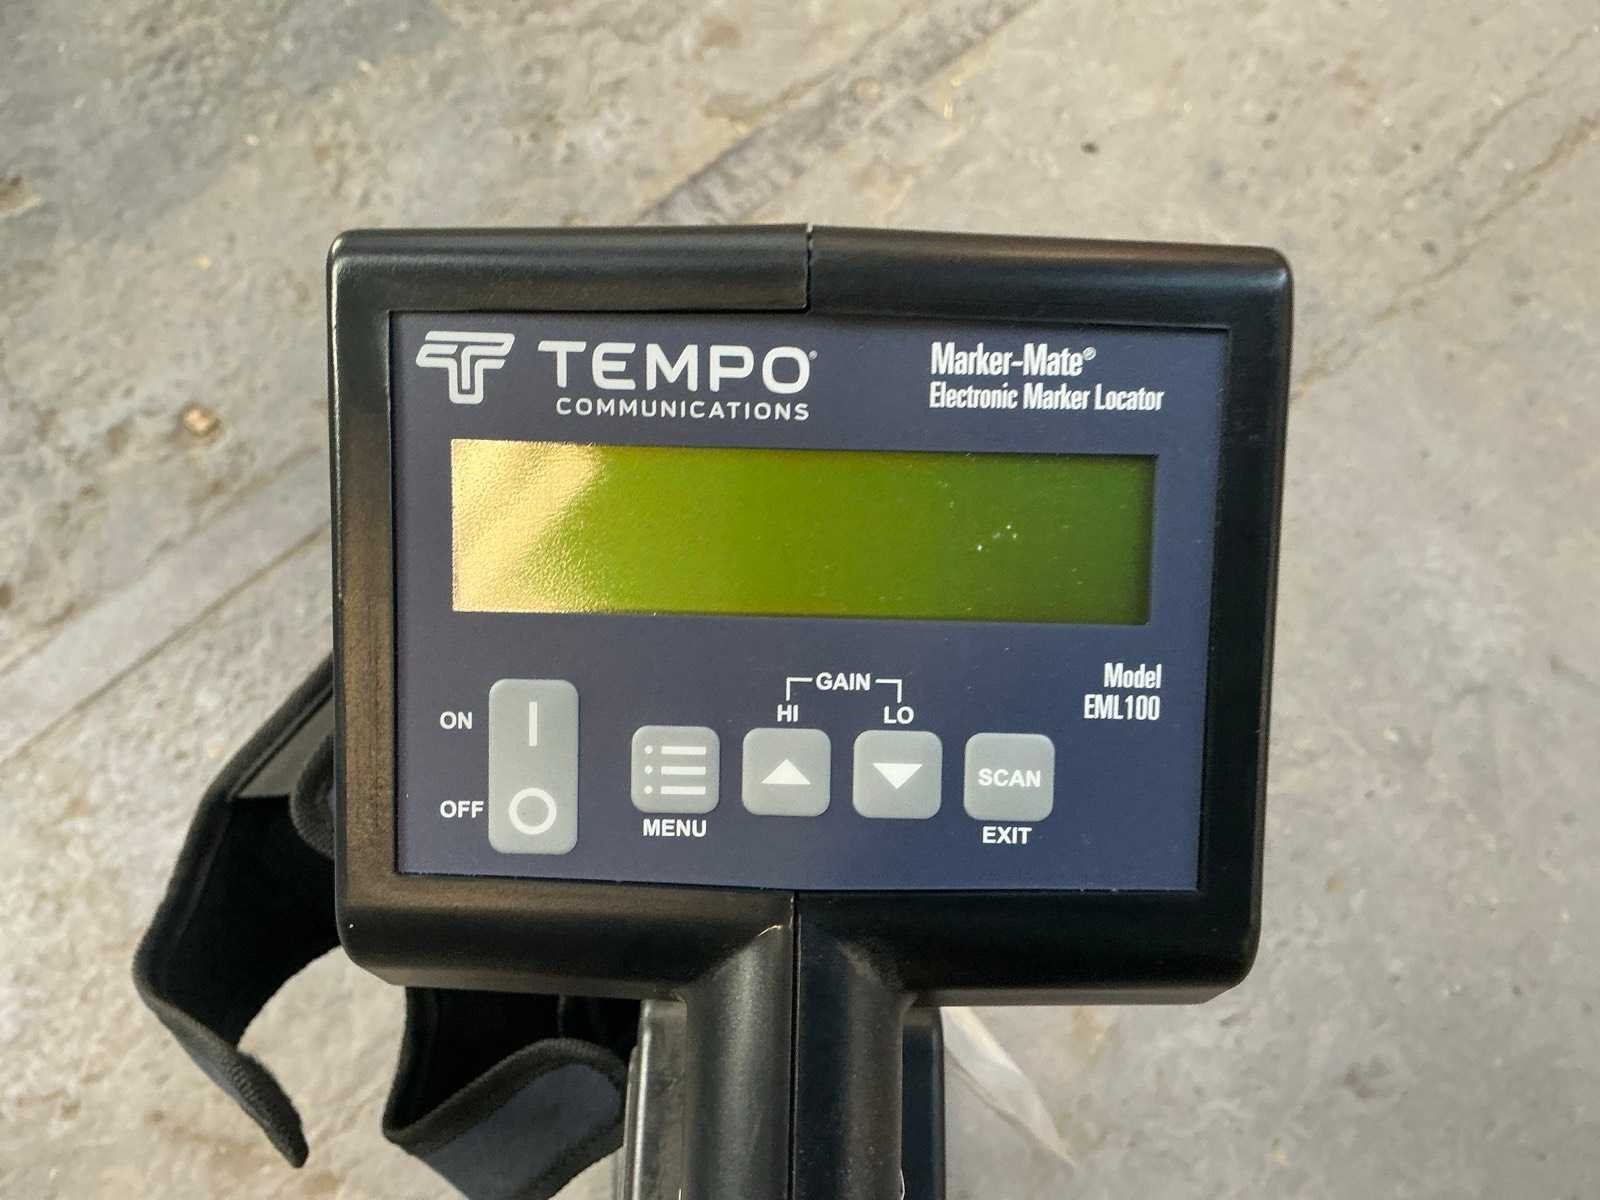 TEMPO®
COMMUNICATIONS
Marker-Mate®
Electronic Marker Locator
Model
EML100
GAIN
HI LO
ON
OFF
SCAN
MENU
EXIT